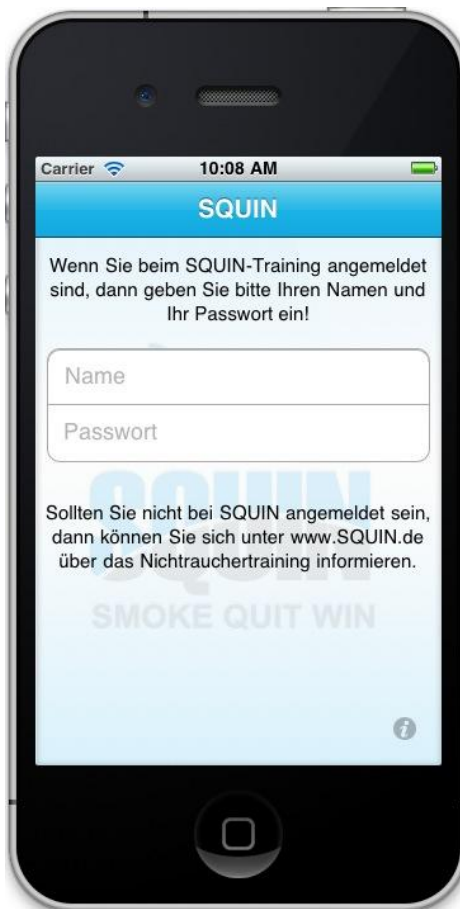 Carrier 10:08 AM
SQUIN
Wenn Sie beim SQUIN-Training angemeldet
sind, dann geben Sie bitte Ihren Namen und
Ihr Passwort ein!
Name
Passwort
SQUIN
Sollten Sie nicht bei SQUIN angemeldet sein,
dann können Sie sich unter www.SQUIN.de
über das Nichtrauchertraining informieren.
SMOKE QUIT WIN
i